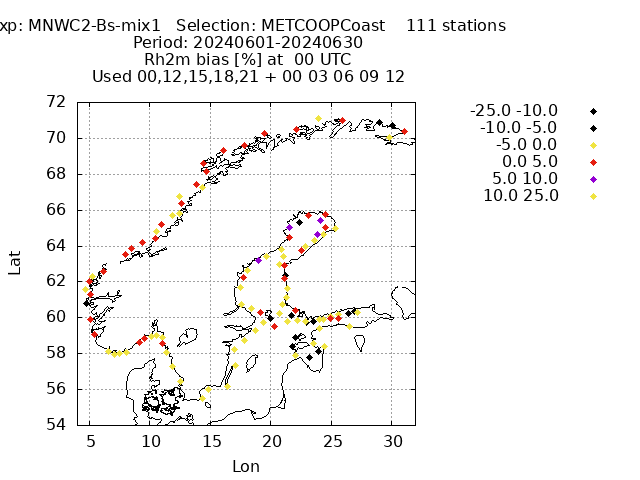 xp: MNWC2-Bs-mix1 Selection: METCOOPCoast 111 stations
Period: 20240601-20240630
Rh2m bias [%] at 00 UTC
Used 00,12,15,18,21 + 00 03 06 09 12
-25.0 -10.0
-10.0 -5.0
-5.0 0.0
0.0 5.0
5.0 10.0
10.0 25.0
72
70
68
66
64
62
60
58
56
54
Lat
5 10 15 20 25 30
Lon